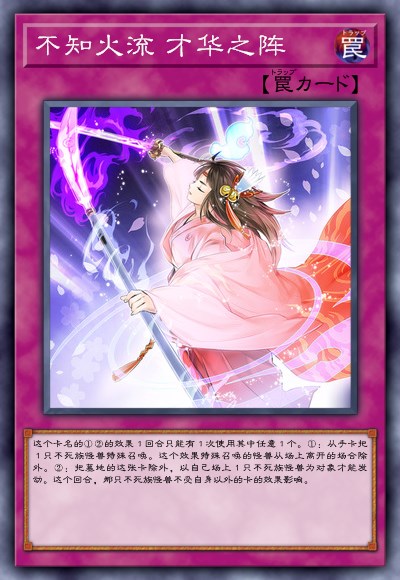 不知火流 才华之阵
トラップ
罠
トラップ
【罠カード】
这个卡名的①②的效果1回合只能有1次使用其中任意1个。①：从手卡把
1只不死族怪兽特殊召唤。这个效果特殊召唤的怪兽从场上离开的场合除
外。②：把墓地的这张卡除外，以自己场上1只不死族怪兽为对象才能发
动。这个回合，那只不死族怪兽不受自身以外的卡的效果影响。